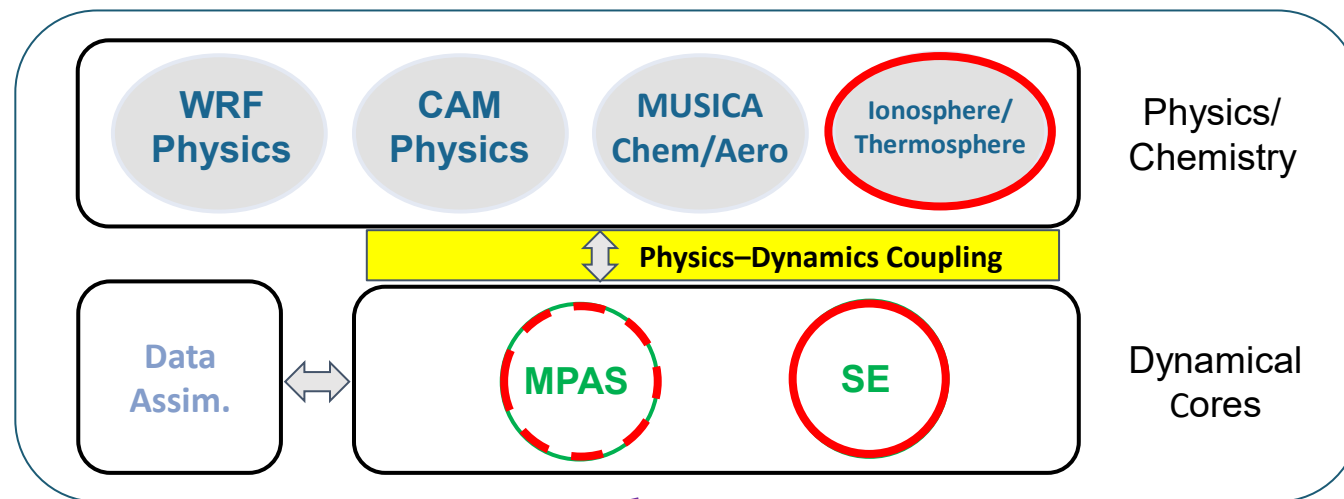 WRF
Physics
CAM
Physics
MUSICA
Chem/Aero
Ionosphere/
Thermosphere
Physics/
Chemistry
Physics–Dynamics Coupling
Data
Assim.
MPAS
SE
Dynamical
Cores